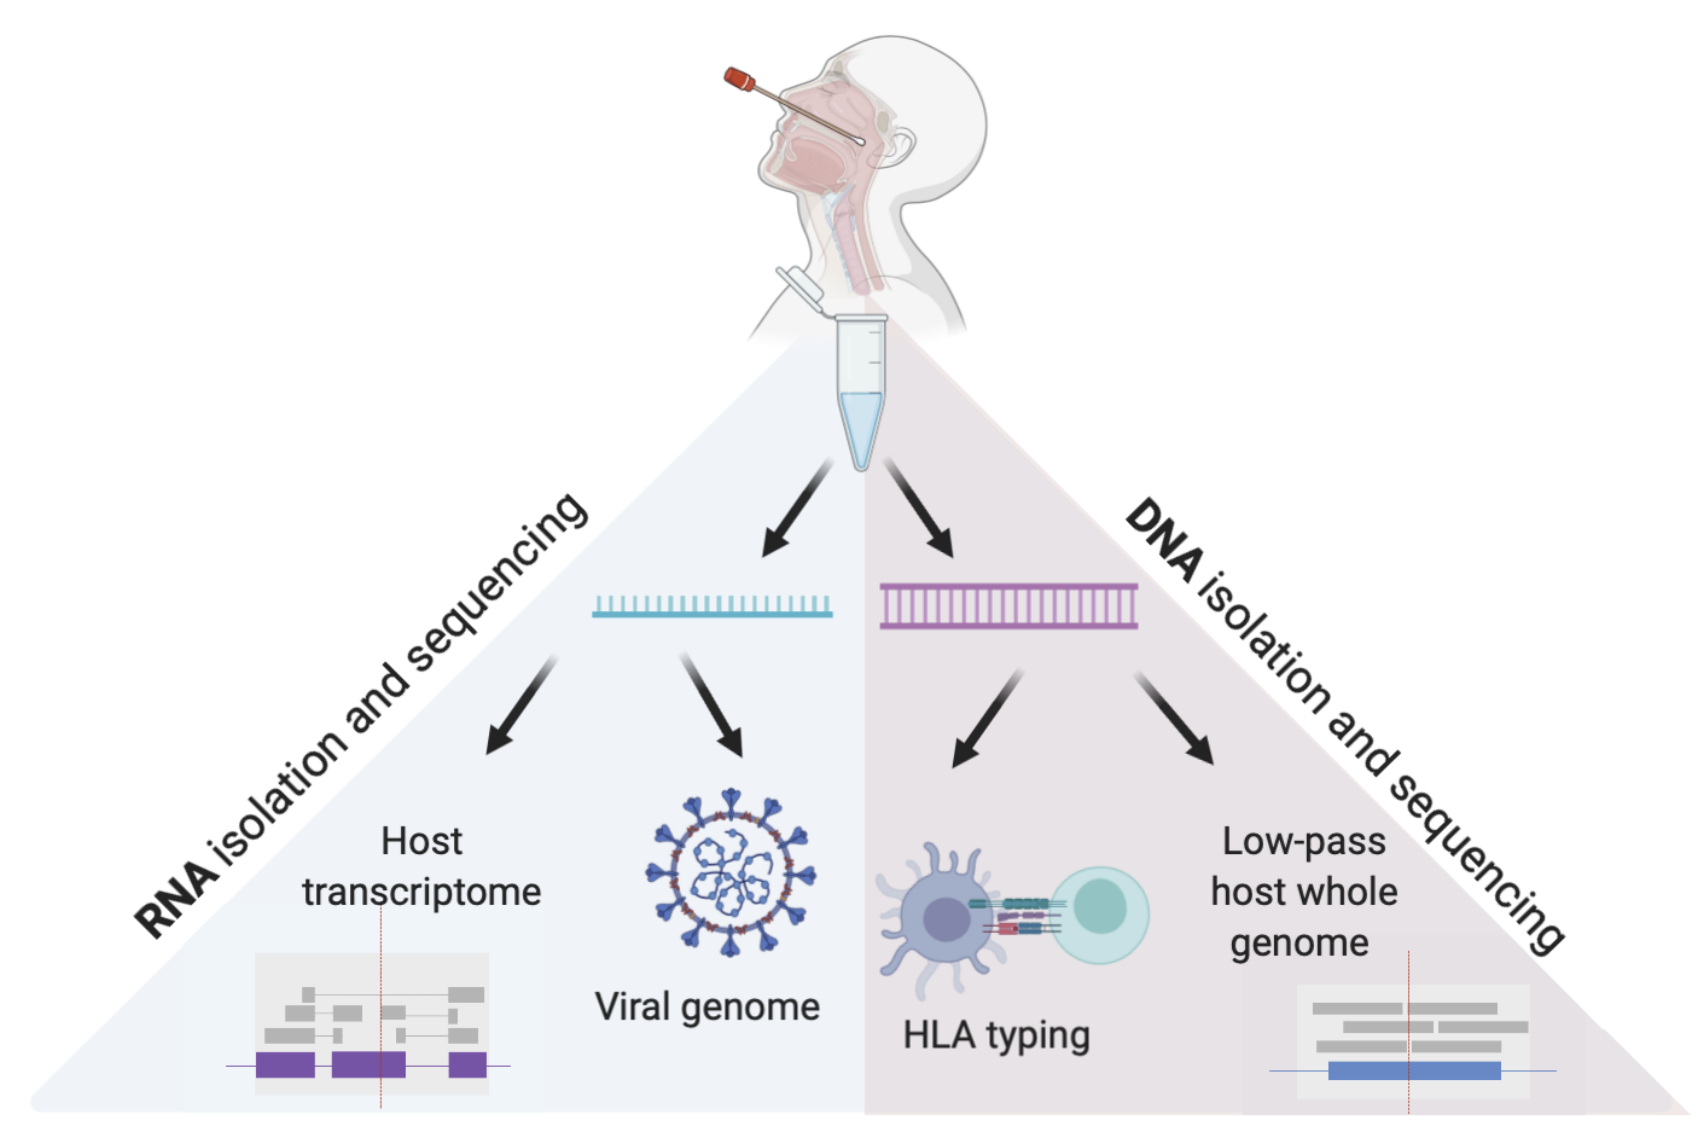 RNA isolation and sequencing
DNA isolation and sequencing
Host
transcriptome
Viral genome
HLA typing
Low-pass
host whole
genome